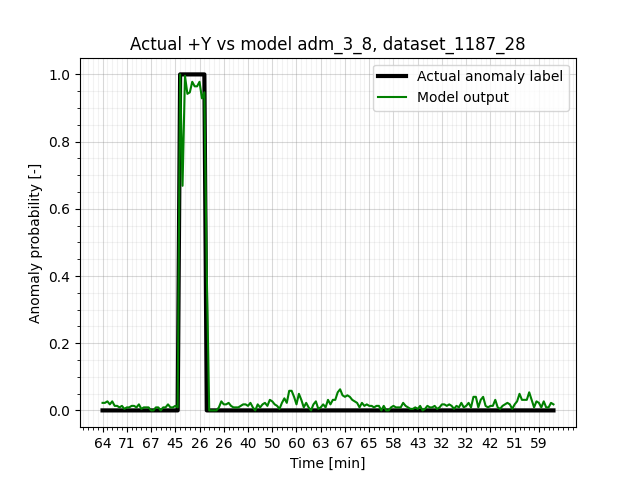 Actual +Y vs model adm_3_8, dataset_1187_28
Actual anomaly label
Model output
Anomaly probability [-]
1.0
0.8
0.6
0.4
0.2
0.0
64 71 67 45 26 26 40 50 60 63 67 65 58 43 32 32 42 51 59
Time [min]